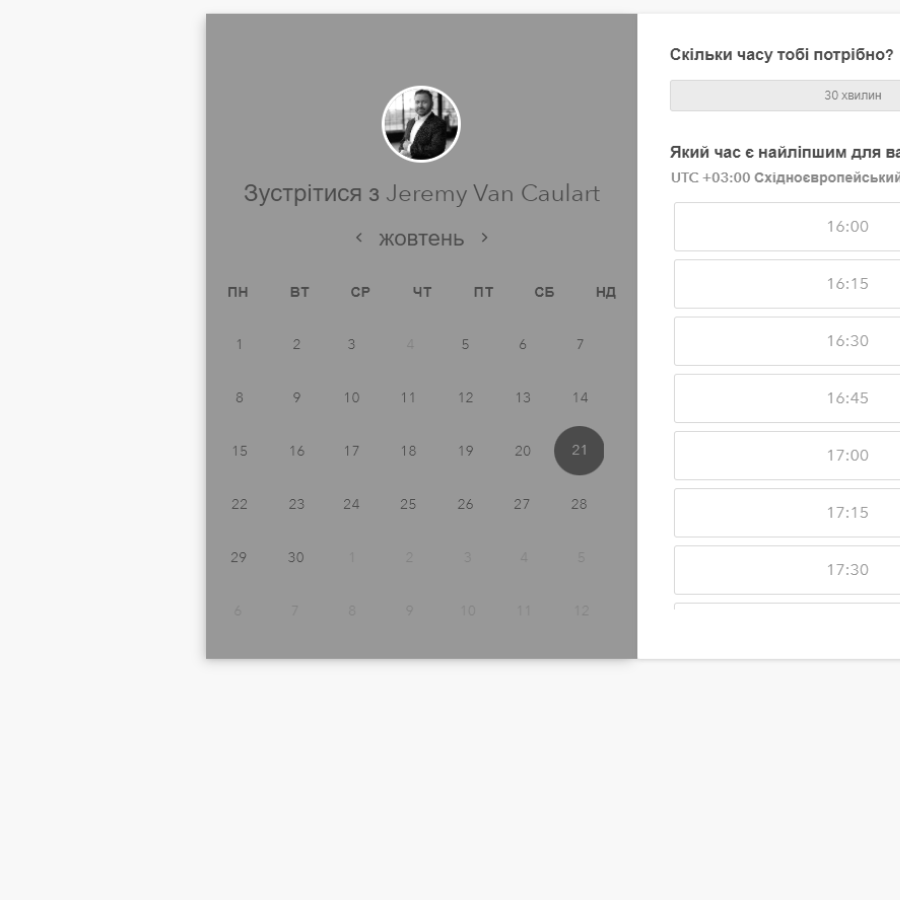 Зустрітися з Jeremy Van Caulart
жовтень
ПН ВТ СР ЧТ ПТ СБ НД
1 2 3 4 5 6 7
8 9 10 11 12 13 14
15 16 17 18 19 20 21
22 23 24 25 26 27 28
29 30 1 2 3 4 5
6 7 8 9 10 11 12
Скільки часу тобі потрібно?
30 хвилин
Який час є найліпшим для ва
UTC +03:00 Східноєвропейський
16:00
16:15
16:30
16:45
17:00
17:15
17:30